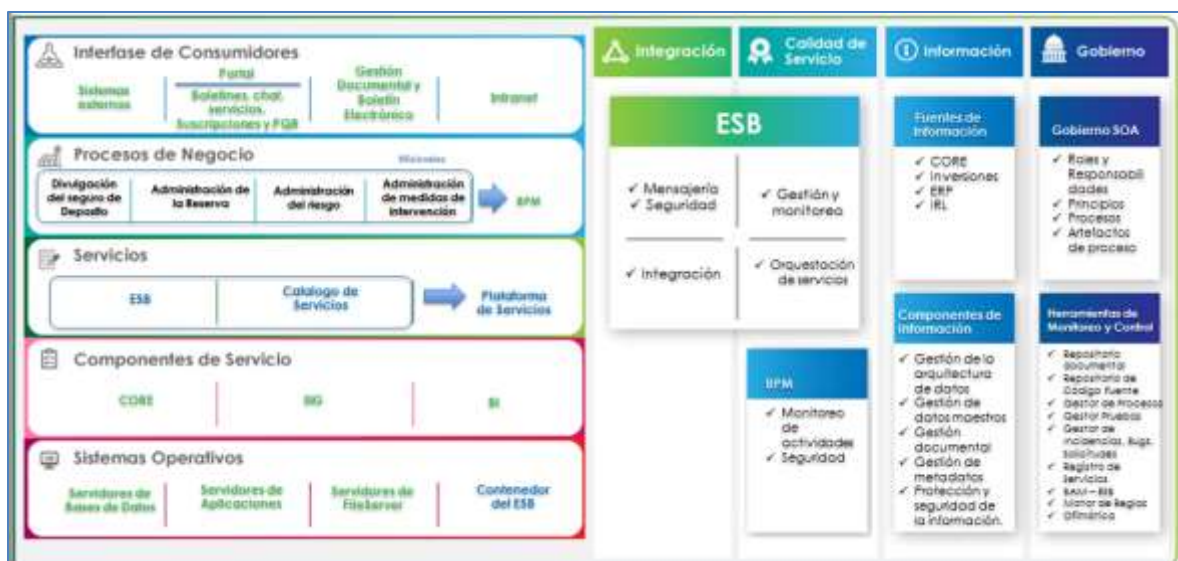 Interfase de Consumidores
Sistemas
externos
Portal
Boletines, chat,
servicios,
Suscripciones y PQR
Gestión
Documental y
Boletín
Electrónico
Intranet
Procesos de Negocio
Misionales
Divulgación
del seguro de
Deposito
Administración de
la Reserva
Administración
del riesgo
Administración
de medidas de
intervención
BPM
Servicios
ESB
Catalogo de
Servicios
Plataforma
de Servicios
Componentes de Servicio
CORE
BI
Sistemas Operativos
Servidores de
Bases de Datos
Servidores de
Aplicaciones
Servidores de
FileServer
Contenedor
del ESB
Integración
Calidad de
Servicio
Información
Gobierno
ESB
✓ Mensajería
✓ Seguridad
✓ Gestión y
monitoreo
✓ Integración
✓ Orquestación
de servicios
BPM
✓ Monitoreo
de
actividades
✓ Seguridad
Fuentes de
Información
✓ CORE
✓ Inversiones
✓ ERP
✓ IRL
Componentes de
Información
✓ Gestión de la
arquitectura
de datos
✓ Gestión de
datos maestros
✓ Gestión
documental
✓ Gestión de
metadatos
✓ Protección y
seguridad de
la información.
Gobierno SOA
✓ Roles y
Responsabili
dades
✓ Principios
✓ Procesos
✓ Artefactos
de proceso
Herramientas de
Monitoreo y Control
✓ Repositorio
documental
✓ Repositorio de
Código fuente
✓ Gestor de Procesos
✓ Gestor Pruebas
✓ Gestor de
Incidencias, Bugs,
Solicitudes
✓ Registro de
Servicios
✓ BAM – ESB
✓ Motor de Reglas
✓ Ofimática